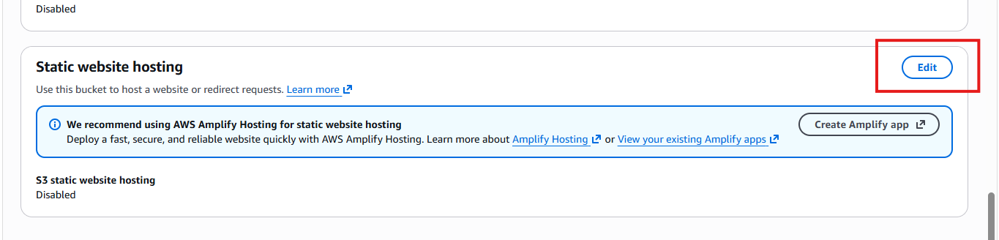 Disabled
Static website hosting
Edit
Use this bucket to host a website or redirect requests. Learn more
We recommend using AWS Amplify Hosting for static website hosting
Create Amplify app
Deploy a fast, secure, and reliable website quickly with AWS Amplify Hosting. Learn more about Amplify Hosting or View your existing Amplify apps
S3 static website hosting
Disabled